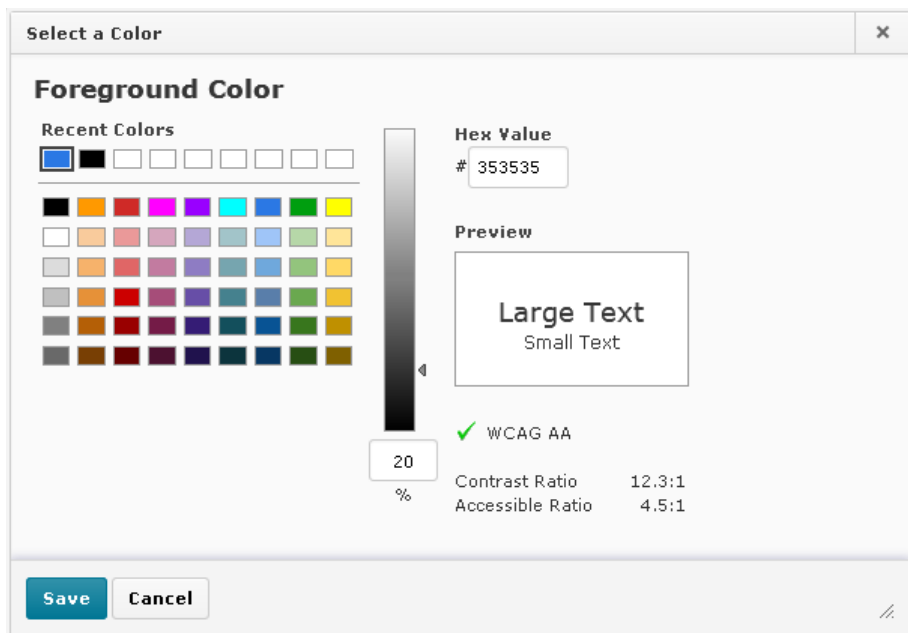 Select a Color
×
Foreground Color
Recent Colors
Hex Value
# 353535
Preview
Large Text
Small Text
WCAG AA
20
%
Contrast Ratio 12.3:1
Accessible Ratio 4.5:1
Save Cancel